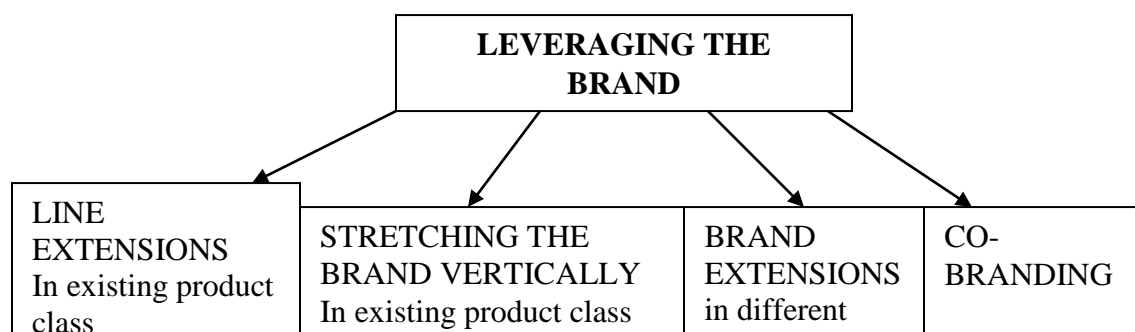 LEVERAGING THE
BRAND
LINE
EXTENSIONS
In existing product
class
STRETCHING THE
BRAND VERTICALLY
In existing product class
BRAND
EXTENSIONS
in different
CO-
BRANDING